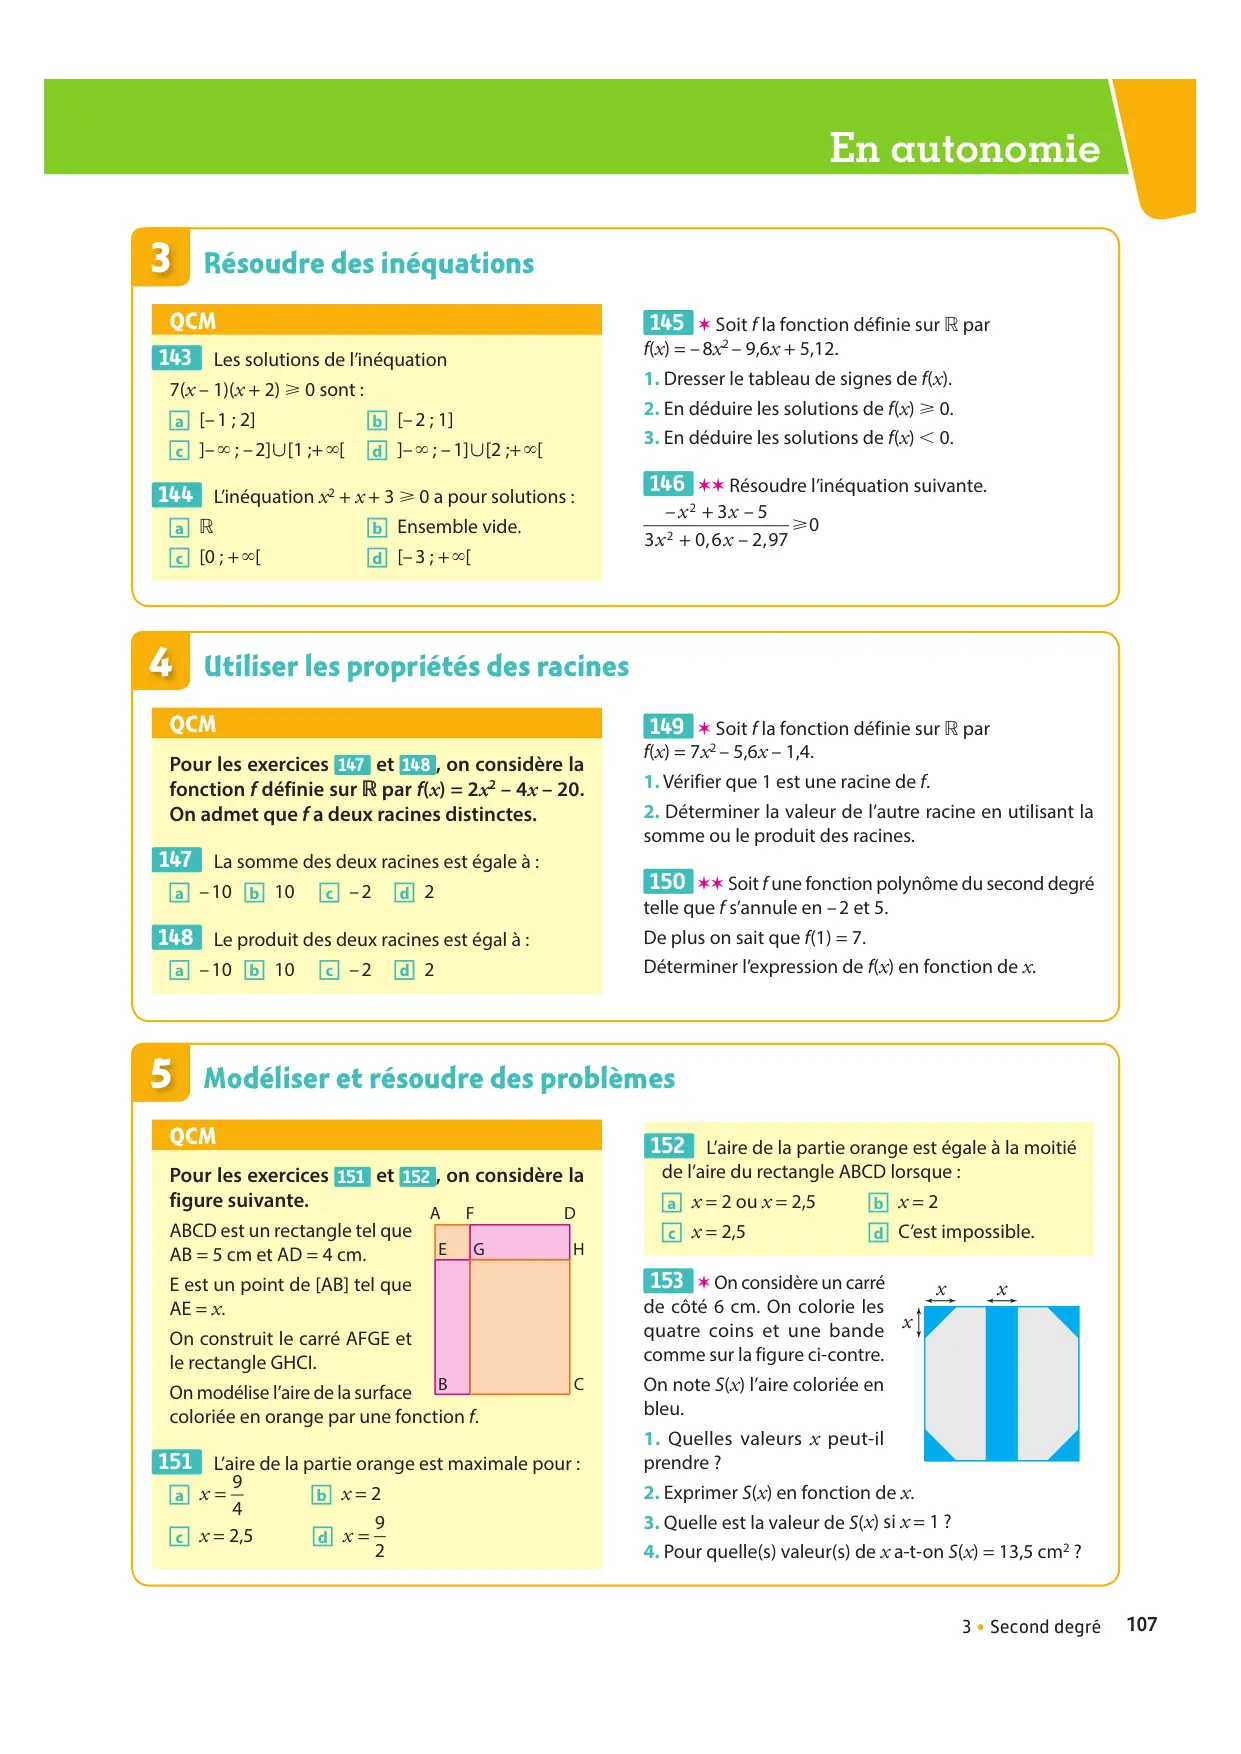 En autonomie
3 Résoudre des inéquations
QCM
143 Les solutions de l’inéquation
7(x – 1)(x + 2) ⩾ 0 sont :
a [– 1 ; 2]
b [– 2 ; 1]
c ]– ∞ ; – 2]∪[1 ;+ ∞[
d ]– ∞ ; – 1]∪[2 ;+∞[
144 L’inéquation x² + x + 3 ⩾ 0 a pour solutions :
a ℝ
b Ensemble vide.
c [0 ; + ∞[
d [– 3 ; + ∞[
145 ✶ Soit f la fonction définie sur ℝ par
f(x) = – 8x² – 9,6x + 5,12.
1. Dresser le tableau de signes de f(x).
2. En déduire les solutions de f(x) ⩾ 0.
3. En déduire les solutions de f(x) < 0.
146 ✶✶ Résoudre l’inéquation suivante.
–x² + 3x – 5
⩾0
3x² + 0,6x – 2,97
4 Utiliser les propriétés des racines
QCM
Pour les exercices 147 et 148, on considère la
fonction f définie sur ℝ par f(x) = 2x² – 4x – 20.
On admet que f a deux racines distinctes.
147 La somme des deux racines est égale à :
a – 10 b 10 c – 2 d 2
148 Le produit des deux racines est égal à :
a – 10 b 10 c – 2 d 2
149 ✶ Soit f la fonction définie sur ℝ par
f(x) = 7x² – 5,6x – 1,4.
1. Vérifier que 1 est une racine de f.
2. Déterminer la valeur de l’autre racine en utilisant la
somme ou le produit des racines.
150 ✶✶ Soit f une fonction polynôme du second degré
telle que f s’annule en – 2 et 5.
De plus on sait que f(1) = 7.
Déterminer l’expression de f(x) en fonction de x.
5 Modéliser et résoudre des problèmes
QCM
Pour les exercices 151 et 152, on considère la
figure suivante.
ABCD est un rectangle tel que
AB = 5 cm et AD = 4 cm.
E est un point de [AB] tel que
AE = x.
On construit le carré AFGE et
le rectangle GHCI.
On modélise l’aire de la surface
coloriée en orange par une fonction f.
A F D
E G H
B C
151 L’aire de la partie orange est maximale pour :
a x = 9/4
b x = 2
c x = 2,5
d x = 9/2
152 L’aire de la partie orange est égale à la moitié
de l’aire du rectangle ABCD lorsque :
a x = 2 ou x = 2,5
b x = 2
c x = 2,5
d C’est impossible.
153 ✶ On considère un carré
de côté 6 cm. On colorie les
quatre coins et une bande
comme sur la figure ci-contre.
On note S(x) l’aire coloriée en
bleu.
1. Quelles valeurs x peut-il
prendre ?
x x
x
2. Exprimer S(x) en fonction de x.
3. Quelle est la valeur de S(x) si x = 1 ?
4. Pour quelle(s) valeur(s) de x a-t-on S(x) = 13,5 cm² ?
3 • Second degré 107